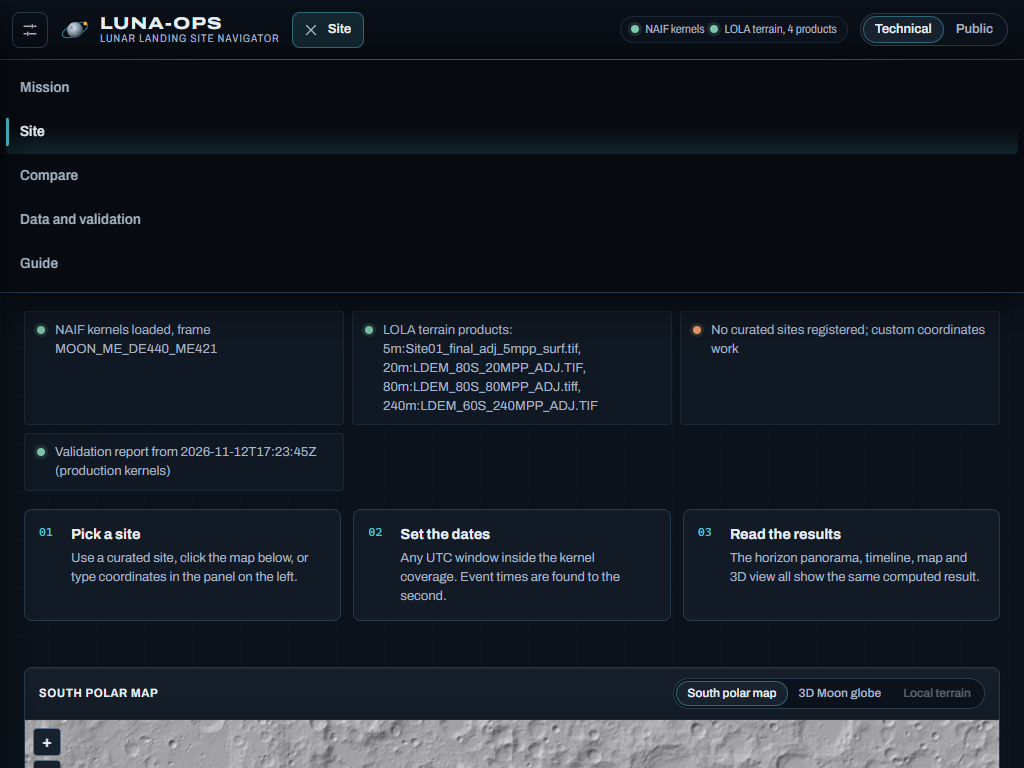 LUNA-OPS
LUNAR LANDING SITE NAVIGATOR
Site
NAIF kernels
LOLA terrain, 4 products
Technical
Public
Mission
Site
Compare
Data and validation
Guide
NAIF kernels loaded, frame
MOON_ME_DE440_ME421
LOLA terrain products:
5m:Site01_final_adj_5mpp_surf.tif,
20m:LDEM_80S_20MPP_ADJ.TIF,
80m:LDEM_80S_80MPP_ADJ.tiff,
240m:LDEM_60S_240MPP_ADJ.TIF
No curated sites registered; custom coordinates
work
Validation report from 2026-11-12T17:23:45Z
(production kernels)
01 Pick a site
Use a curated site, click the map below, or
type coordinates in the panel on the left.
02 Set the dates
Any UTC window inside the kernel
coverage. Event times are found to the
second.
03 Read the results
The horizon panorama, timeline, map and
3D view all show the same computed result.
SOUTH POLAR MAP
South polar map
3D Moon globe
Local terrain
+